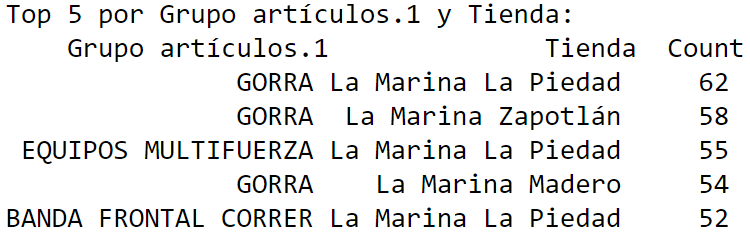 Top 5 por Grupo artículos.1 y Tienda:
Grupo artículos.1 Tienda Count
GORRA La Marina La Piedad 62
GORRA La Marina Zapotlán 58
EQUIPOS MULTIFUERZA La Marina La Piedad 55
GORRA La Marina Madero 54
BANDA FRONTAL CORRER La Marina La Piedad 52